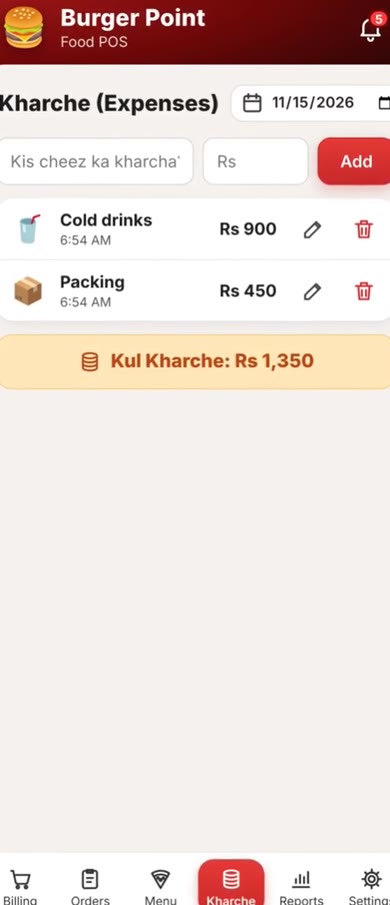 Burger Point
Food POS
5
Kharche (Expenses)
11/15/2026
Kis cheez ka kharcha'
Rs
Add
Cold drinks
6:54 AM
Rs 900
Packing
6:54 AM
Rs 450
Kul Kharche: Rs 1,350
Billing
Orders
Menu
Kharche
Reports
Setting